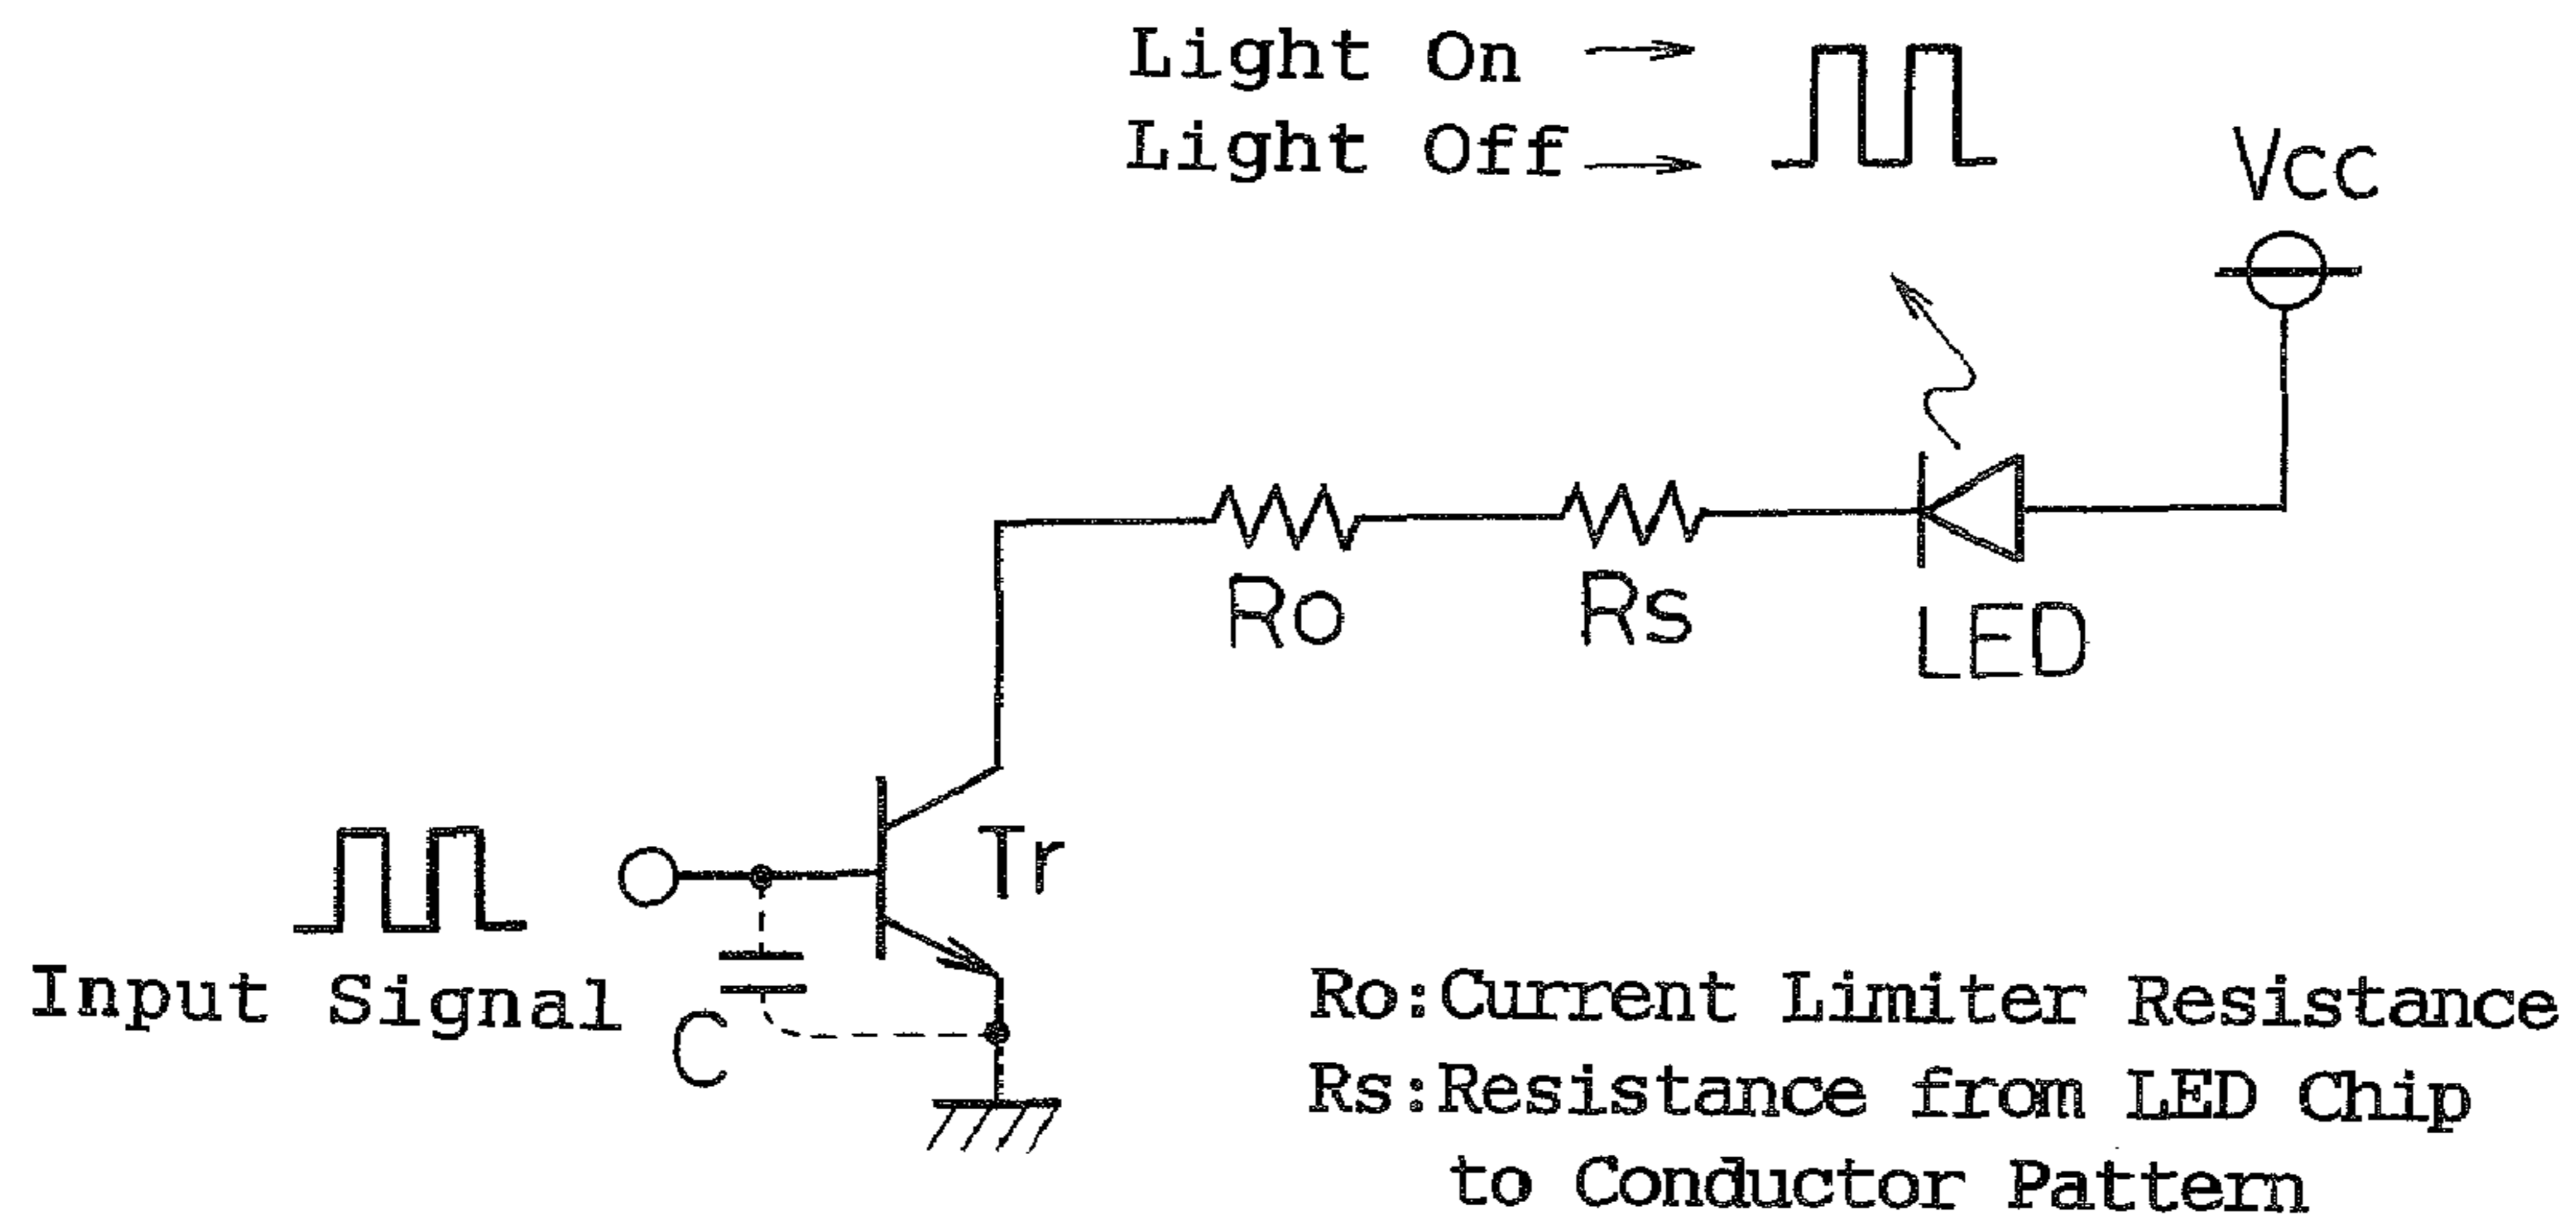 Light On
Light Off
Vcc
Ro
Rs
LED
Tr
Input Signal
C
Ro:Current Limiter Resistance
Rs:Resistance from LED Chip
to Conductor Pattern